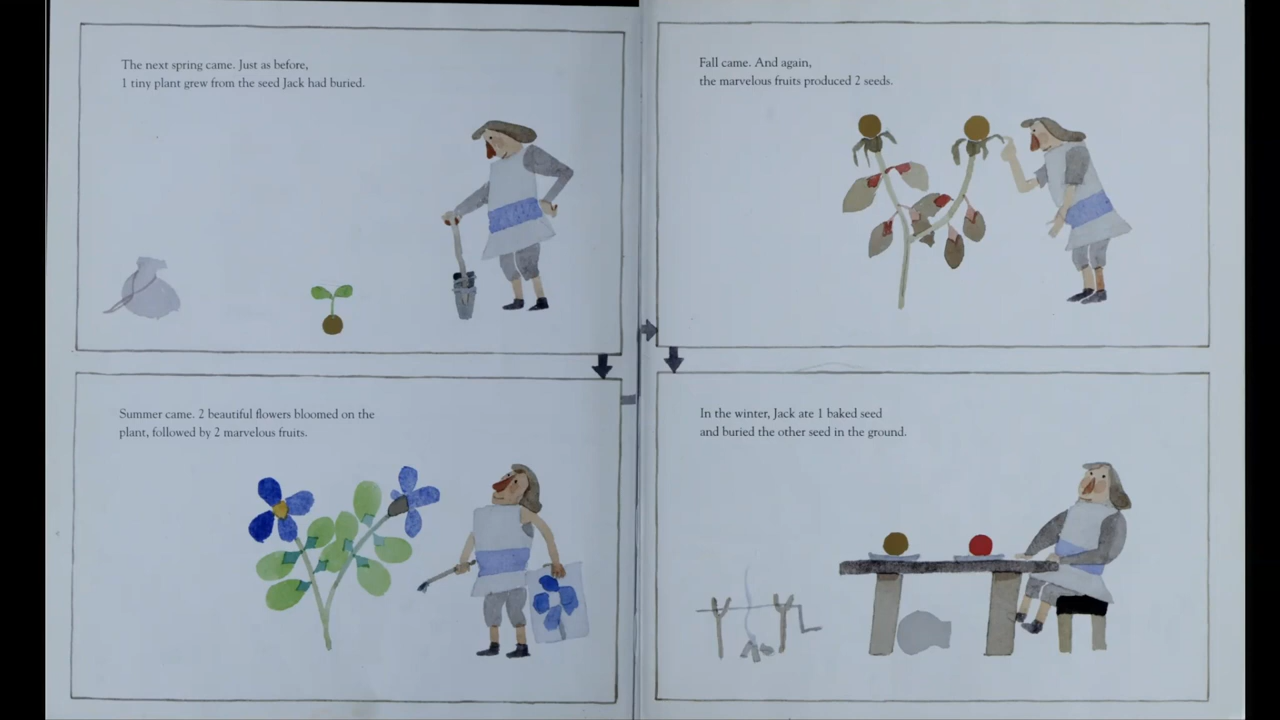 The next spring came. Just as before,
1 tiny plant grew from the seed Jack had buried.
Summer came. 2 beautiful flowers bloomed on the
plant, followed by 2 marvelous fruits.
Fall came. And again,
the marvelous fruits produced 2 seeds.
In the winter, Jack ate 1 baked seed
and buried the other seed in the ground.